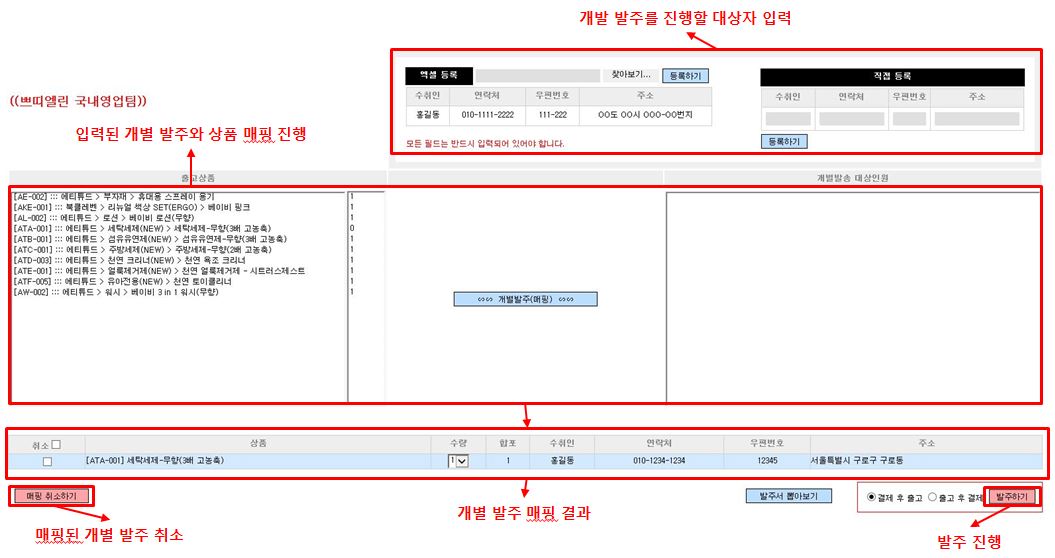 개발 발주를 진행할 대상자 입력
엑셀 등록 찾아보기... 등록하기
수취인 연락처 우편번호 주소
홍길동 010-1111-2222 111-222 OO도 OO시 OOO-OO번지
모든 필드는 반드시 입력되어 있어야 합니다.
직접 등록
수취인 연락처 우편번호 주소
등록하기
((쁘띠엘린 국내영업팀))
입력된 개별 발주와 상품 매핑 진행
출고상품 개별발송 대상인원
[AE-002] ::: 에티튜드 > 부자재 > 휴대용 스프레이 용기 1
[AKE-001] ::: 북클레벤 > 리뉴얼 책상 SET(ERGO) > 베이비 핑크 1
[AL-002] ::: 에티튜드 > 로션 > 베이비 로션(무향) 1
[ATA-001] ::: 에티튜드 > 세탁세제(NEW) > 세탁세제-무향(3배 고농축) 0
[ATB-001] ::: 에티튜드 > 섬유유연제(NEW) > 섬유유연제-무향(3배 고농축) 1
[ATC-001] ::: 에티튜드 > 주방세제(NEW) > 주방세제-무향(2배 고농축) 1
[ATD-003] ::: 에티튜드 > 천연 크리너(NEW) > 천연 욕조 크리너 1
[ATE-001] ::: 에티튜드 > 얼룩제거제(NEW) > 천연 얼룩제거제 - 시트러스제스트 1
[ATF-005] ::: 에티튜드 > 유아전용(NEW) > 천연 토이클리너 1
[AW-002] ::: 에티튜드 > 워시 > 베이비 3 in 1 워시(무향) 1
∽∽ 개별발주(매핑) ∽∽
취소 상품 수량 합포 수취인 연락처 우편번호 주소
[ATA-001] 세탁세제-무향(3배 고농축) 1 1 홍길동 010-1234-1234 12345 서울특별시 구로구 구로동
매핑 취소하기 발주서 뽑아보기 결제 후 출고 출고 후 결제 발주하기
개별 발주 매핑 결과
매핑된 개별 발주 취소
발주 진행